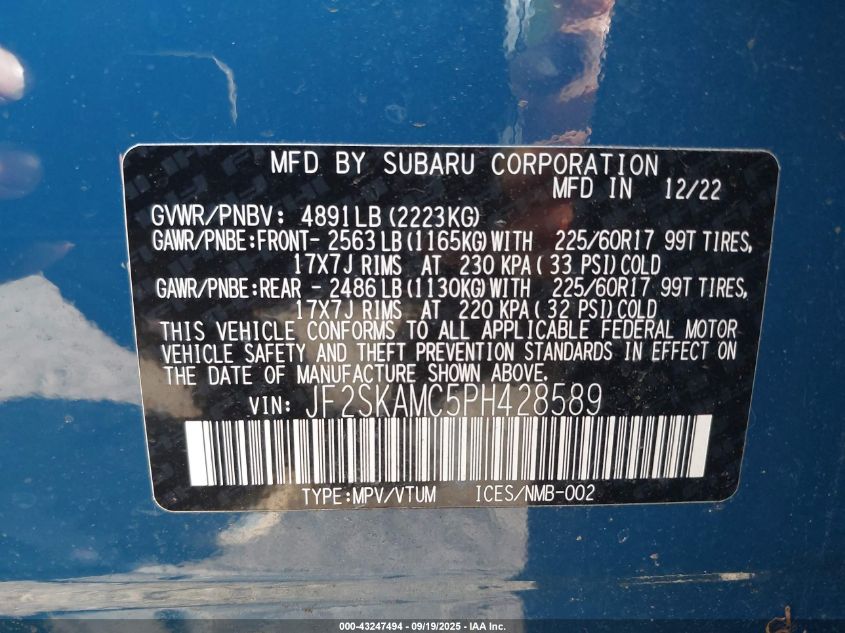 MFD BY SUBARU CORPORATION
MFD IN 12/22
GVWR/PNBV: 4891LB (2223KG)
GAWR/PNBE:FRONT- 2563LB (1165KG)WITH 225/60R17 99T TIRES,
17X7J RIMS AT 230 KPA( 33 PSI)COLD
GAWR/PNBE:REAR - 2486LB (1130KG)WITH 225/60R17 99T TIRES,
17X7J RIMS AT 220 KPA( 32 PSI)COLD
THIS VEHICLE CONFORMS TO ALL APPLICABLE FEDERAL MOTOR
VEHICLE SAFETY AND THEFT PREVENTION STANDARDS IN EFFECT ON
THE DATE OF MANUFACTURE SHOWN ABOVE.
VIN: JF2SKAMC5PH428589
TYPE:MPV/VTUM ICES/NMB-002
000-43247494 - 09/19/2025 - IAA Inc.